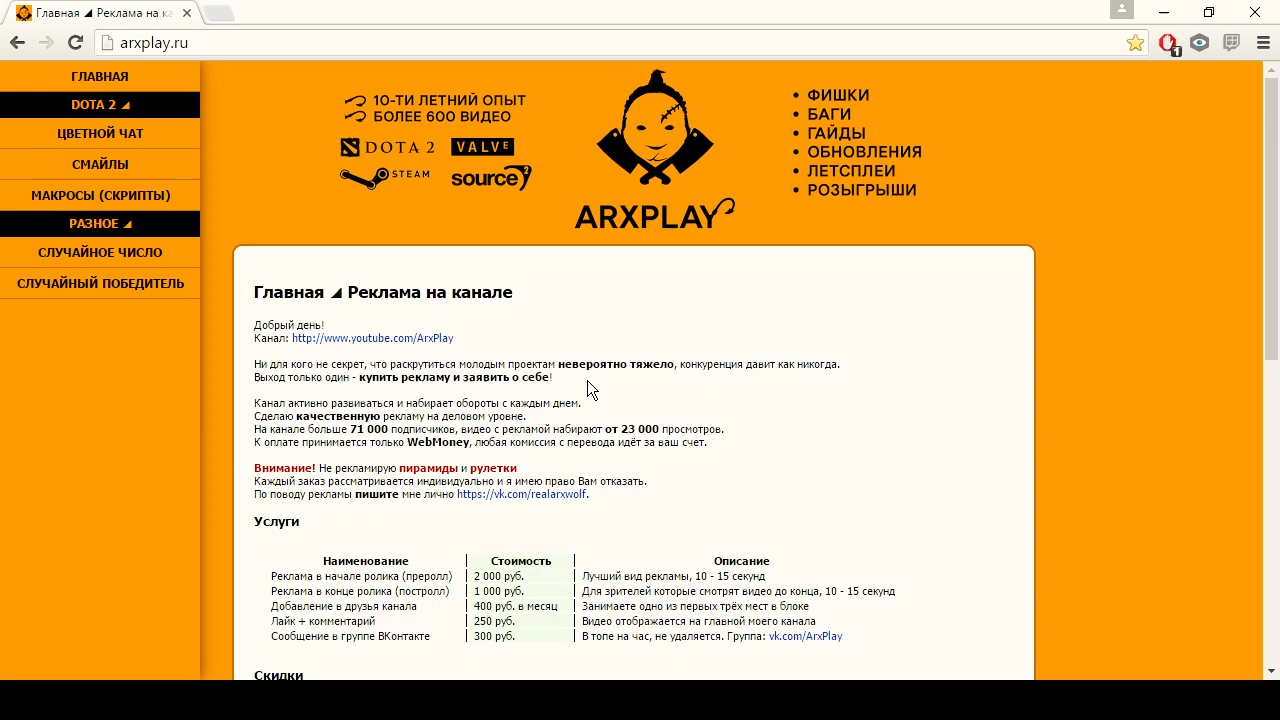 Главная ◢ Реклама на ка
arxplay.ru
1
ГЛАВНАЯ
DOTA 2 ◢
ЦВЕТНОЙ ЧАТ
СМАЙЛЫ
МАКРОСЫ (СКРИПТЫ)
РАЗНОЕ ◢
СЛУЧАЙНОЕ ЧИСЛО
СЛУЧАЙНЫЙ ПОБЕДИТЕЛЬ
10-ТИ ЛЕТНИЙ ОПЫТ
БОЛЕЕ 600 ВИДЕО
DOTA 2 VALVE
STEAM source 2
ARXPLAY
• ФИШКИ
• БАГИ
• ГАЙДЫ
• ОБНОВЛЕНИЯ
• ЛЕТСПЛЕИ
• РОЗЫГРЫШИ
Главная ◢ Реклама на канале
Добрый день!
Канал: http://www.youtube.com/ArxPlay
Ни для кого не секрет, что раскрутиться молодым проектам невероятно тяжело, конкуренция давит как никогда.
Выход только один - купить рекламу и заявить о себе!
Канал активно развиваться и набирает обороты с каждым днем.
Сделаю качественную рекламу на деловом уровне.
На канале больше 71 000 подписчиков, видео с рекламой набирают от 23 000 просмотров.
К оплате принимается только WebMoney, любая комиссия с перевода идёт за ваш счет.
Внимание! Не рекламирую пирамиды и рулетки
Каждый заказ рассматривается индивидуально и я имею право Вам отказать.
По поводу рекламы пишите мне лично https://vk.com/realarxwolf.
Услуги
Наименование Стоимость Описание
Реклама в начале ролика (преролл) 2 000 руб. Лучший вид рекламы, 10 - 15 секунд
Реклама в конце ролика (постролл) 1 000 руб. Для зрителей которые смотрят видео до конца, 10 - 15 секунд
Добавление в друзья канала 400 руб. в месяц Занимаете одно из первых трёх мест в блоке
Лайк + комментарий 250 руб. Видео отображается на главной моего канала
Сообщение в группе ВКонтакте 300 руб. В топе на час, не удаляется. Группа: vk.com/ArxPlay
Скидки